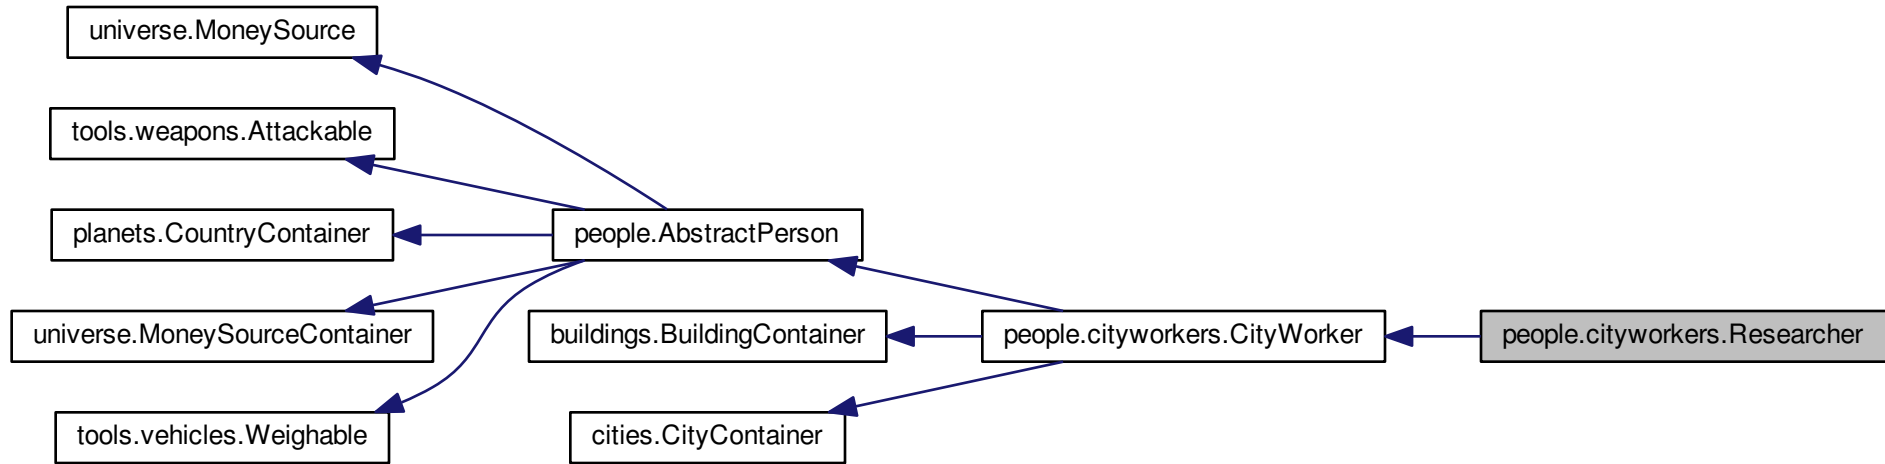 universe.MoneySource
tools.weapons.Attackable
planets.CountryContainer
people.AbstractPerson
universe.MoneySourceContainer
buildings.BuildingContainer
people.cityworkers.CityWorker
people.cityworkers.Researcher
tools.vehicles.Weighable
cities.CityContainer